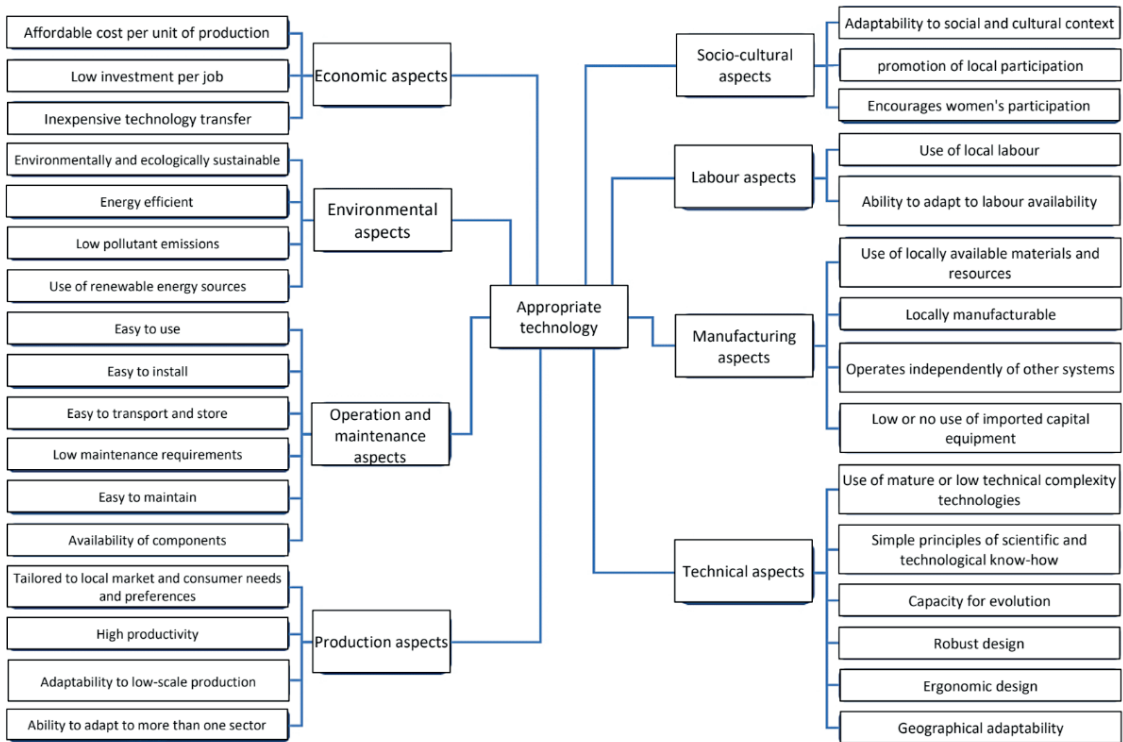 Affordable cost per unit of production
Low investment per job
Inexpensive technology transfer
Economic aspects
Environmentally and ecologically sustainable
Energy efficient
Low pollutant emissions
Use of renewable energy sources
Environmental
aspects
Easy to use
Easy to install
Easy to transport and store
Low maintenance requirements
Easy to maintain
Availability of components
Operation and
maintenance
aspects
Tailored to local market and consumer needs
and preferences
High productivity
Adaptability to low-scale production
Ability to adapt to more than one sector
Production aspects
Appropriate
technology
Socio-cultural
aspects
Adaptability to social and cultural context
promotion of local participation
Encourages women's participation
Labour aspects
Use of local labour
Ability to adapt to labour availability
Manufacturing
aspects
Use of locally available materials and
resources
Locally manufacturable
Operates independently of other systems
Low or no use of imported capital
equipment
Technical aspects
Use of mature or low technical complexity
technologies
Simple principles of scientific and
technological know-how
Capacity for evolution
Robust design
Ergonomic design
Geographical adaptability